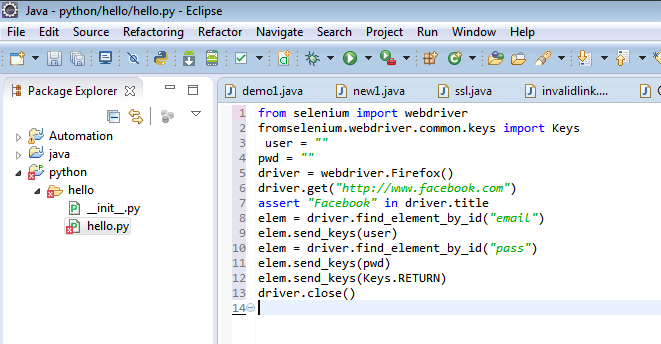 Java - python/hello/hello.py - Eclipse
File Edit Source Refactoring Refactor Navigate Search Project Run Window Help
Package Explorer
demo1.java new1.java ssl.java invalidlink....
Automation
java
python
hello
__init__.py
hello.py
1 from selenium import webdriver
2 fromselenium.webdriver.common.keys import Keys
3  user = ""
4 pwd = ""
5 driver = webdriver.Firefox()
6 driver.get("http://www.facebook.com")
7 assert "Facebook" in driver.title
8 elem = driver.find_element_by_id("email")
9 elem.send_keys(user)
10 elem = driver.find_element_by_id("pass")
11 elem.send_keys(pwd)
12 elem.send_keys(Keys.RETURN)
13 driver.close()
14